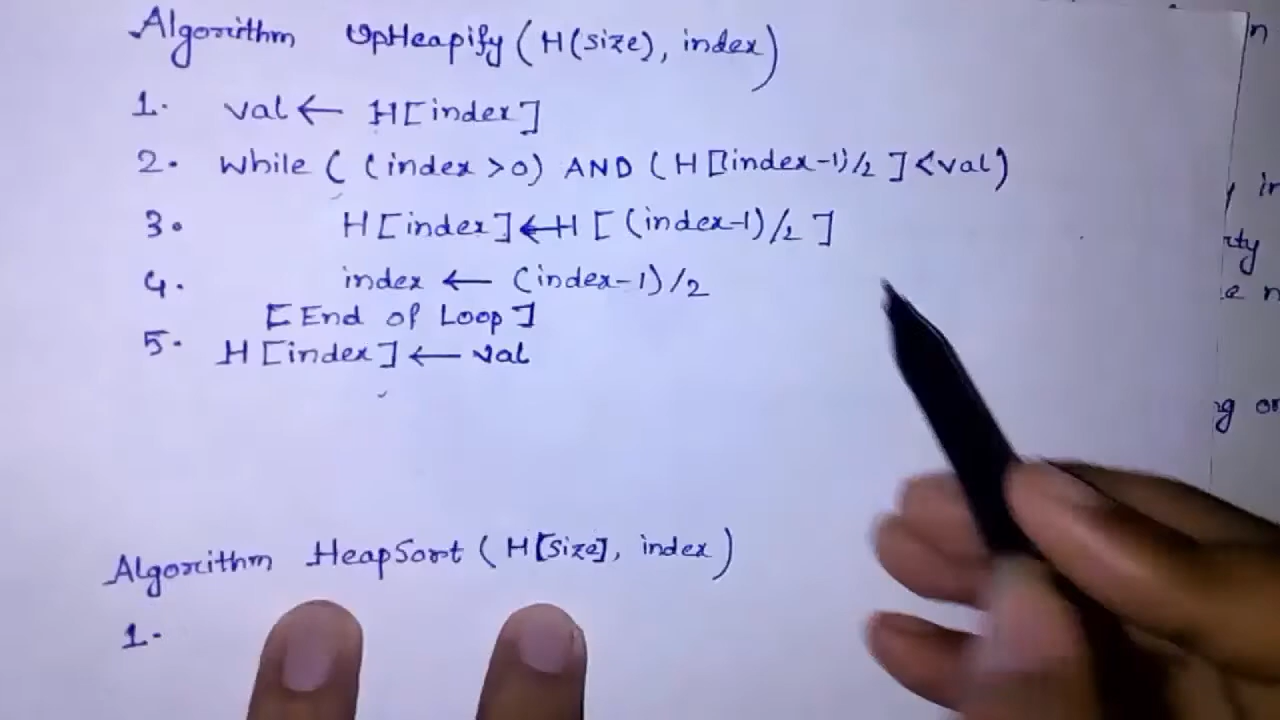 Algorithm UpHeapify (H(size), index)
1. val ← H[index]
2. While ( (index > 0) AND (H[(index-1)/2] < val)
3. H[index] ← H[(index-1)/2]
4. index ← (index-1)/2
[End of Loop]
5. H[index] ← val
Algorithm HeapSort (H[Size], index)
1.